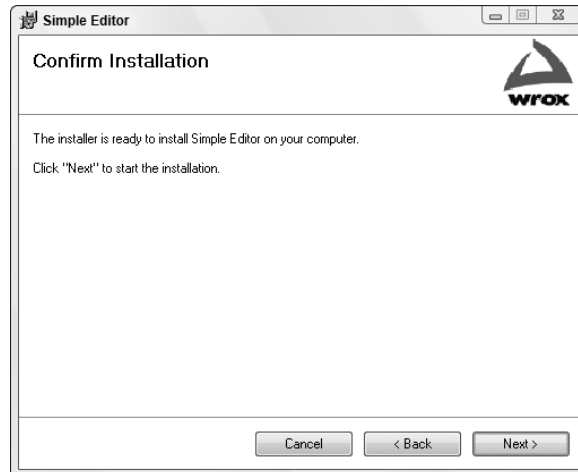 Simple Editor
Confirm Installation
wrox
The installer is ready to install Simple Editor on your computer.
Click "Next" to start the installation.
Cancel
< Back
Next >